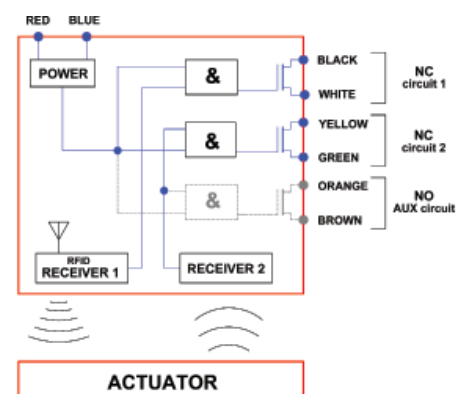 RED BLUE
POWER
&
BLACK
WHITE
NC
circuit 1
&
YELLOW
GREEN
NC
circuit 2
&
ORANGE
BROWN
NO
AUX circuit
RFID
RECEIVER 1
RECEIVER 2
ACTUATOR